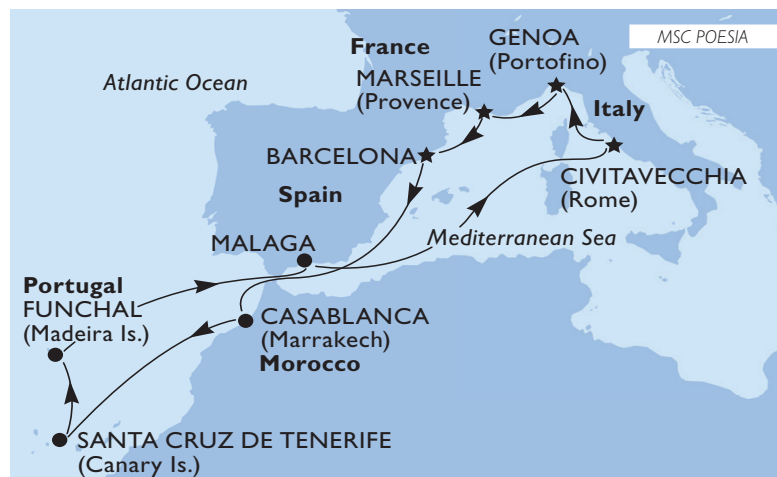 MSC POESIA
France
GENOA
(Portofino)
Atlantic Ocean
MARSEILLE
(Provence)
Italy
BARCELONA
CIVITAVECCHIA
(Rome)
Spain
MALAGA
Mediterranean Sea
Portugal
FUNCHAL
(Madeira Is.)
CASABLANCA
(Marrakech)
Morocco
SANTA CRUZ DE TENERIFE
(Canary Is.)